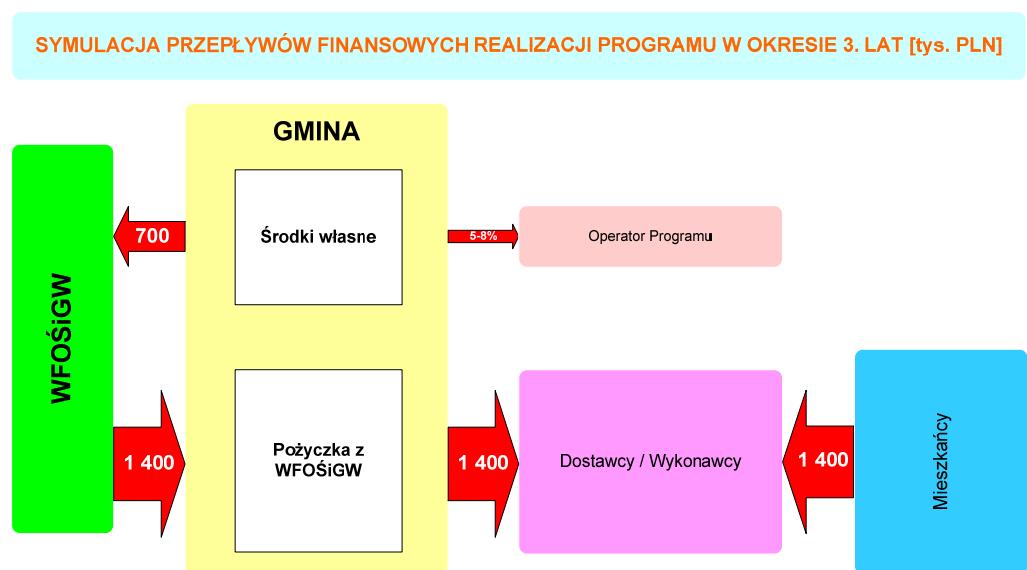 SYMULACJA PRZEPŁYWÓW FINANSOWYCH REALIZACJI PROGRAMU W OKRESIE 3. LAT [tys. PLN]
GMINA
WFOŚiGW
700
Środki własne
5-8%
Operator Programu
1 400
Pożyczka z
WFOŚiGW
1 400
Dostawcy / Wykonawcy
1 400
Mieszkańcy